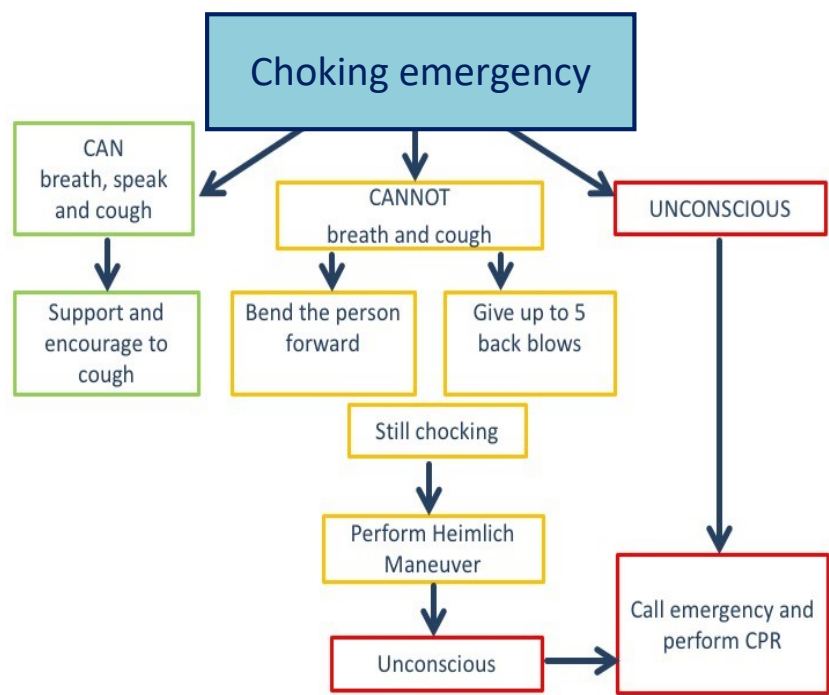 Choking emergency
CAN
breath, speak
and cough
CANNOT
breath and cough
UNCONSCIOUS
Support and
encourage to
cough
Bend the person
forward
Give up to 5
back blows
Still chocking
Perform Heimlich
Maneuver
Unconscious
Call emergency and
perform CPR